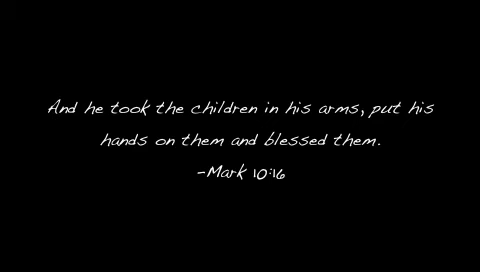 And he took the children in his arms, put his
hands on them and blessed them.
-Mark 10:16